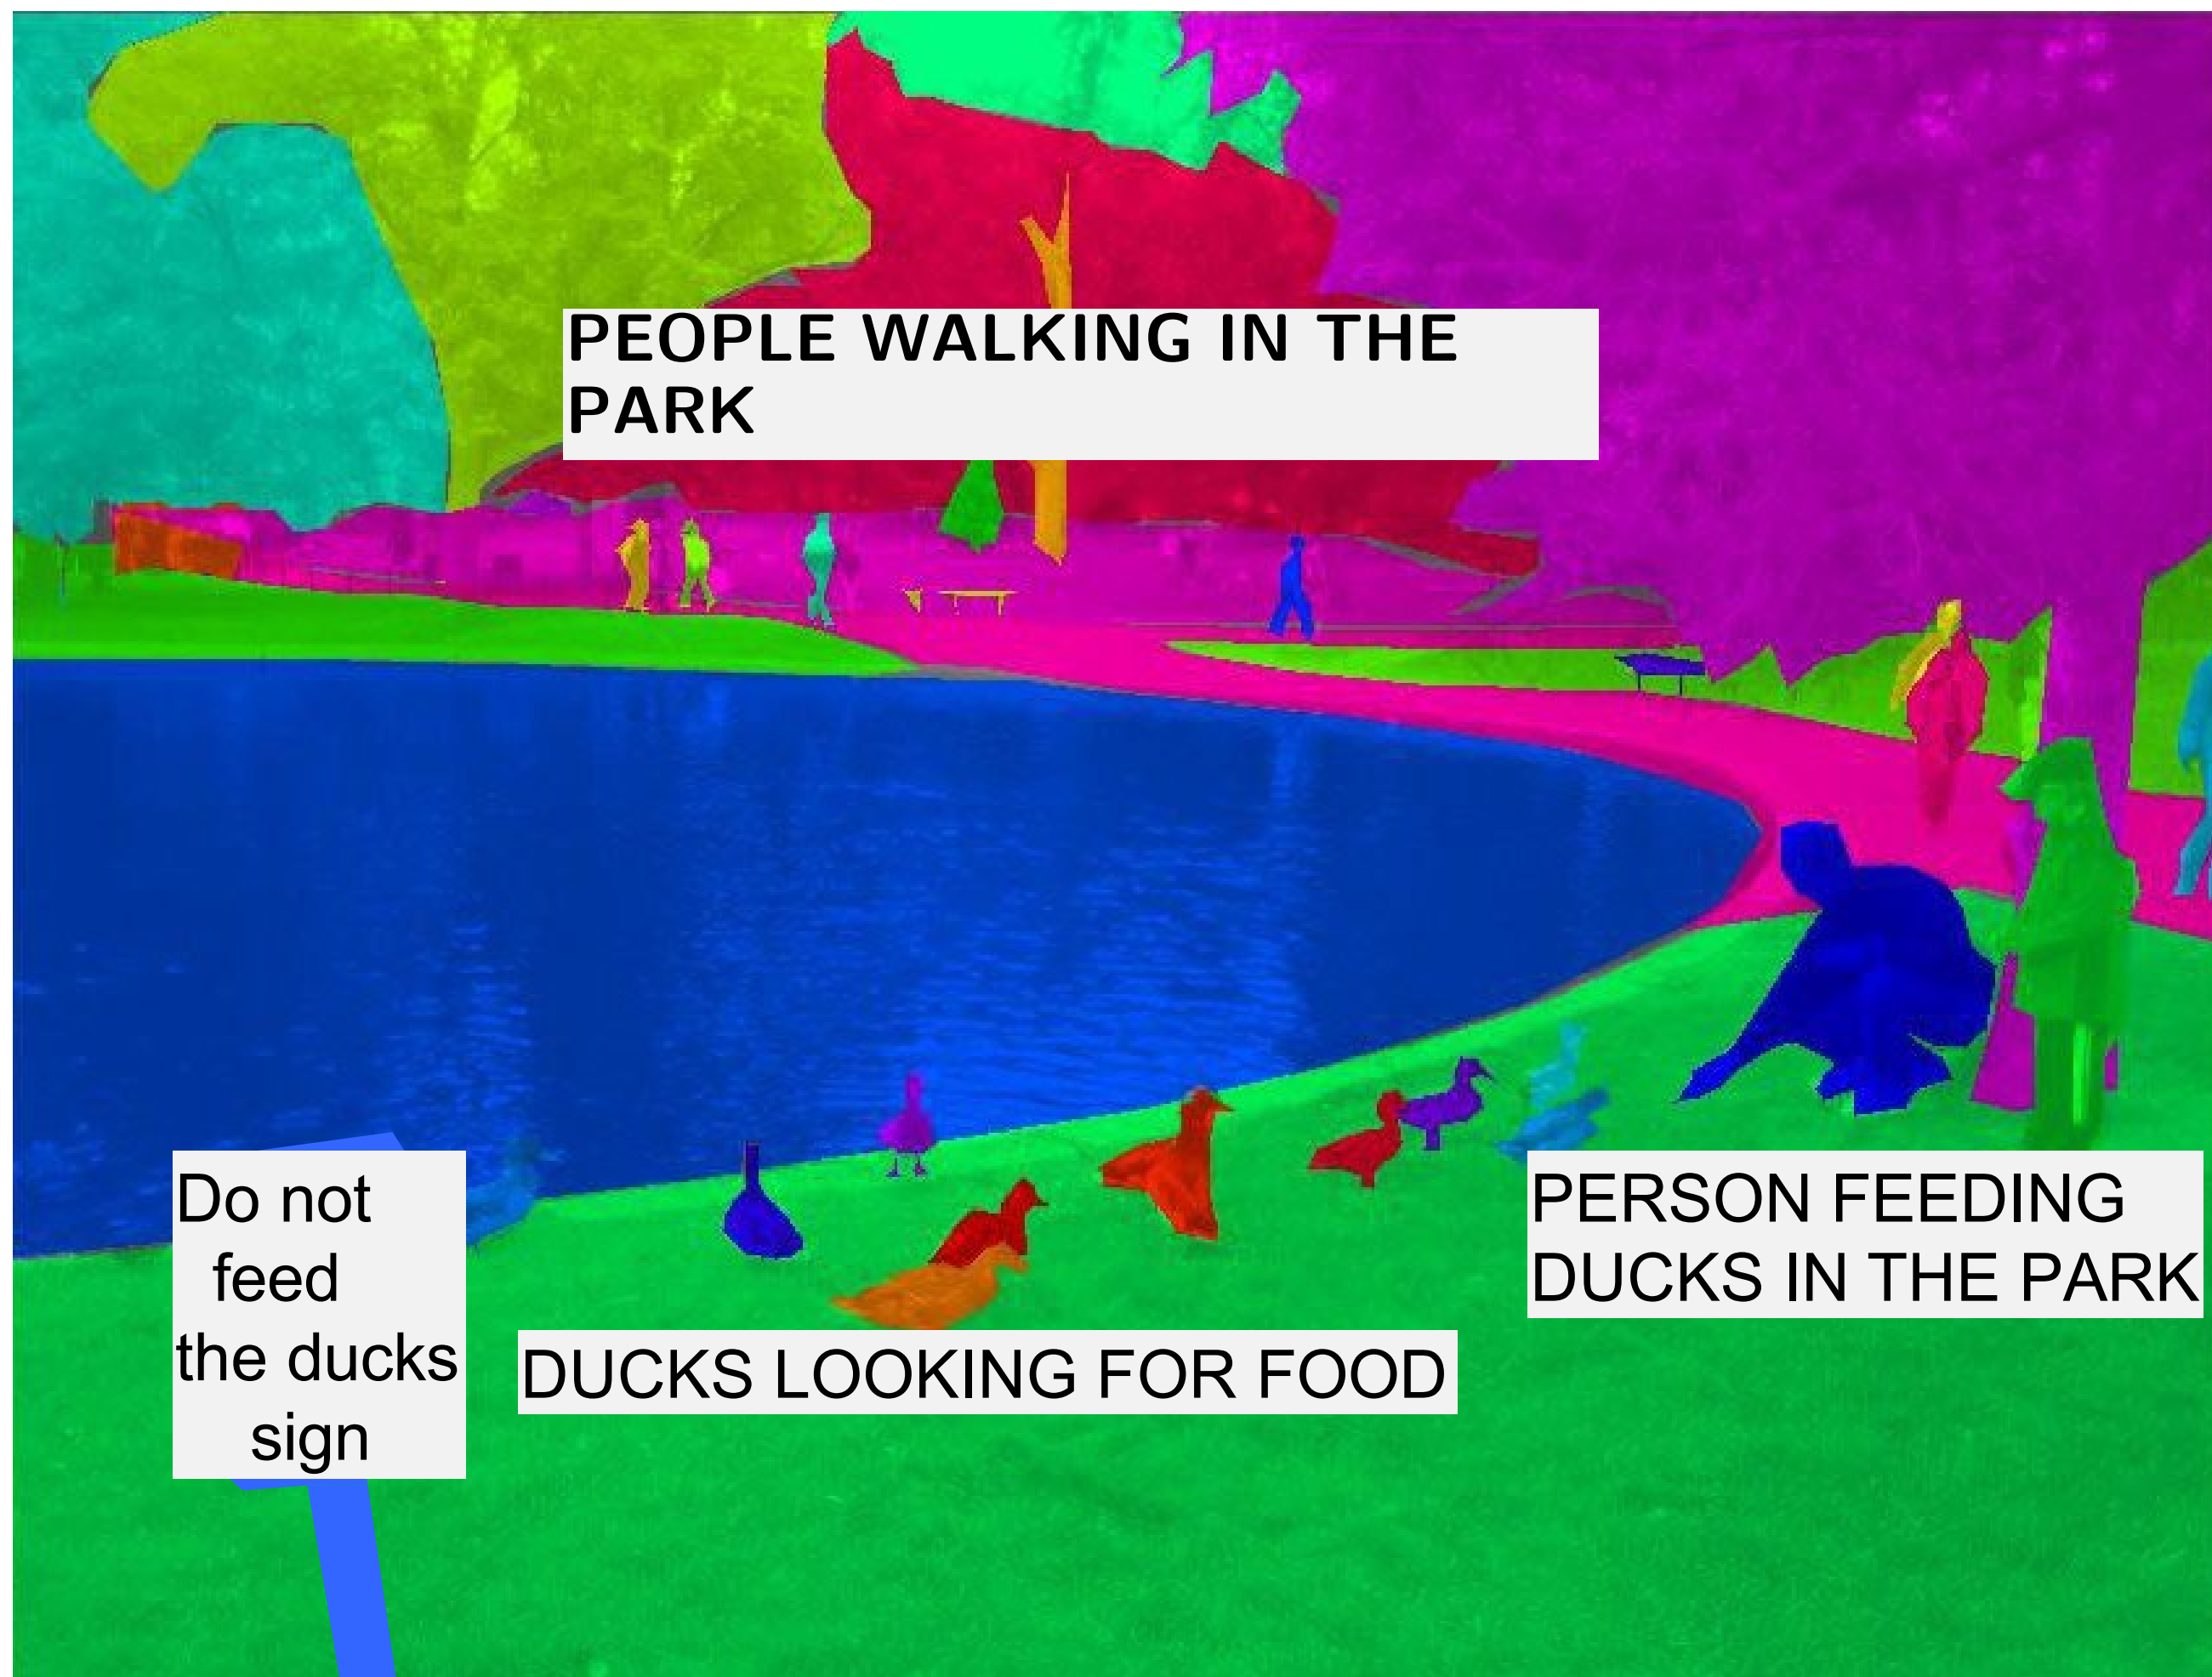 PEOPLE WALKING IN THE
PARK
Do not
feed
the ducks
sign
PERSON FEEDING
DUCKS IN THE PARK
DUCKS LOOKING FOR FOOD